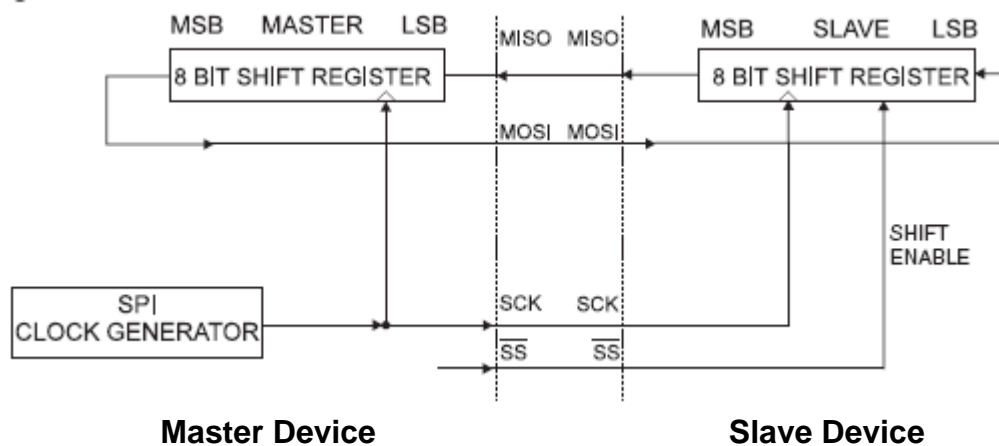 MSB MASTER LSB
MISO MISO
MSB SLAVE LSB
8 BIT SHIFT REGISTER
8 BIT SHIFT REGISTER
MOSI MOSI
SHIFT
ENABLE
SPI
CLOCK GENERATOR
SCK SCK
SS SS
Master Device
Slave Device